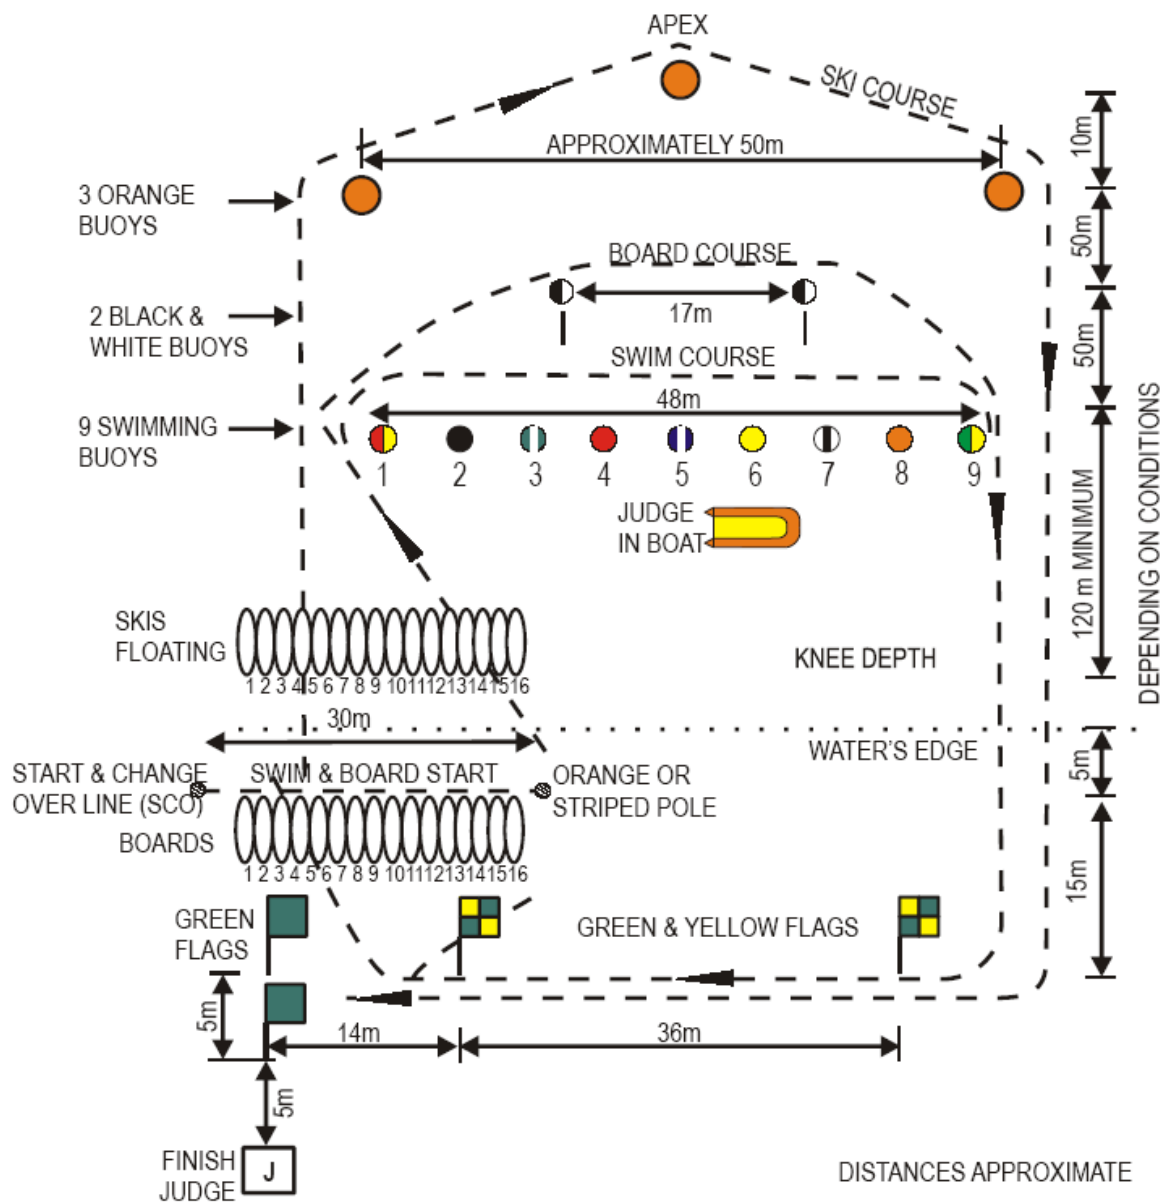 APEX
SKI COURSE
10m
APPROXIMATELY 50m
3 ORANGE
BUOYS
50m
BOARD COURSE
2 BLACK &
WHITE BUOYS
17m
50m
SWIM COURSE
48m
9 SWIMMING
BUOYS
1 2 3 4 5 6 7 8 9
JUDGE
IN BOAT
120 m MINIMUM
DEPENDING ON CONDITIONS
SKIS
FLOATING
KNEE DEPTH
1 2 3 4 5 6 7 8 9 10 11 12 13 14 15 16
30m
WATER'S EDGE
5m
START & CHANGE
OVER LINE (SCO)
SWIM & BOARD START
ORANGE OR
STRIPED POLE
BOARDS
1 2 3 4 5 6 7 8 9 10 11 12 13 14 15 16
15m
GREEN
FLAGS
GREEN & YELLOW FLAGS
5m
14m
36m
5m
FINISH
JUDGE
J
DISTANCES APPROXIMATE